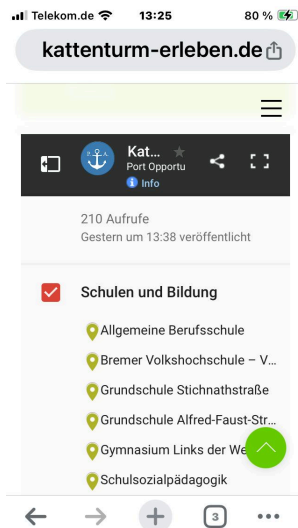 Telekom.de 13:25 80 %
kattenturm-erleben.de
P A
Kat...
Port Opportu
Info
210 Aufrufe
Gestern um 13:38 veröffentlicht
Schulen und Bildung
Allgemeine Berufsschule
Bremer Volkshochschule – V...
Grundschule Stichnathstraße
Grundschule Alfred-Faust-Str...
Gymnasium Links der We
Schulsozialpädagogik
3